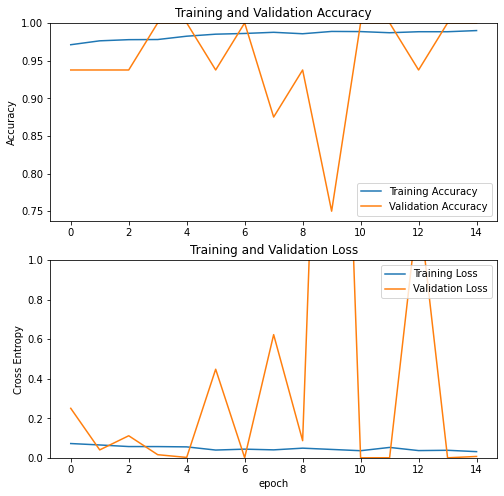 Training and Validation Accuracy
Accuracy
1.00
0.95
0.90
0.85
0.80
0.75
Training Accuracy
Validation Accuracy
0 2 4 6 8 10 12 14
Training and Validation Loss
Cross Entropy
1.0
0.8
0.6
0.4
0.2
0.0
Training Loss
Validation Loss
0 2 4 6 8 10 12 14
epoch